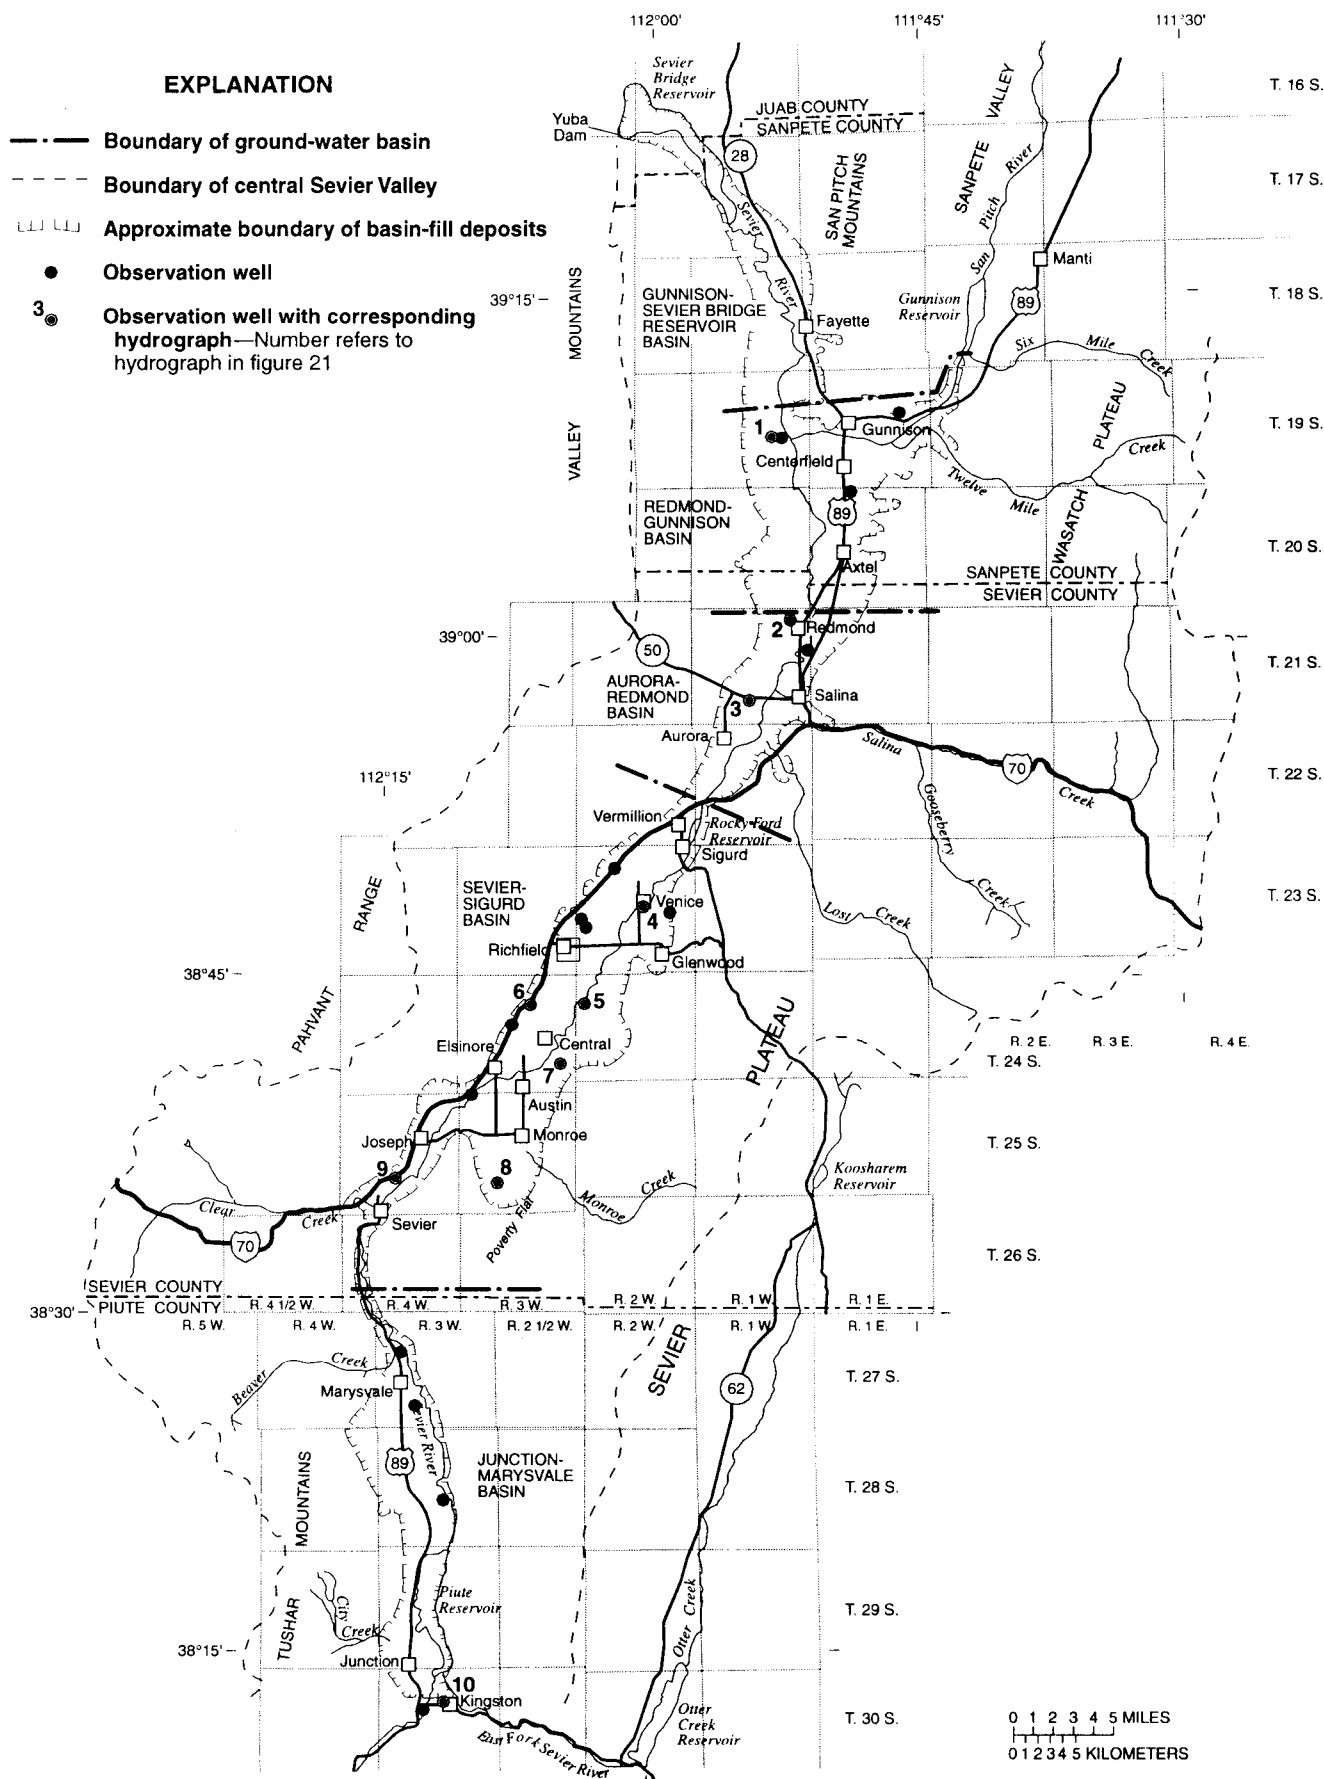 112°00'
111°45'
111°30'
EXPLANATION
Boundary of ground-water basin
Boundary of central Sevier Valley
Approximate boundary of basin-fill deposits
Observation well
3
Observation well with corresponding
hydrograph—Number refers to
hydrograph in figure 21
Sevier
Bridge
Reservoir
Yuba
Dam
JUAB COUNTY
SANPETE COUNTY
28
SAN PITCH
MOUNTAINS
SANPETE VALLEY
San Pitch River
T. 16 S.
T. 17 S.
Sevier River
Manti
89
T. 18 S.
39°15'
VALLEY MOUNTAINS
GUNNISON-
SEVIER BRIDGE
RESERVOIR
BASIN
Fayette
Gunnison
Reservoir
Six Mile Creek
1
Gunnison
Centerfield
WASATCH PLATEAU
Twelve Mile Creek
T. 19 S.
REDMOND-
GUNNISON
BASIN
89
Axtel
T. 20 S.
SANPETE COUNTY
SEVIER COUNTY
39°00'
2
Redmond
50
T. 21 S.
AURORA-
REDMOND
BASIN
3
Salina
Aurora
Salina Creek
70
T. 22 S.
112°15'
Vermillion
Rocky Ford
Reservoir
Sigurd
Gooseberry Creek
PAHVANT RANGE
SEVIER-
SIGURD
BASIN
Venice
4
Lost Creek
T. 23 S.
Richfield
Glenwood
38°45'
6
5
SEVIER PLATEAU
R. 2 E.
R. 3 E.
R. 4 E.
Elsinore
Central
T. 24 S.
7
Austin
Joseph
Monroe
T. 25 S.
9
8
Koosharem
Reservoir
Clear Creek
Sevier
Poverty Flat
Monroe Creek
70
T. 26 S.
SEVIER COUNTY
PIUTE COUNTY
38°30'
R. 4 1/2 W.
R. 4 W.
R. 3 W.
R. 2 W.
R. 1 W.
R. 1 E.
R. 5 W.
R. 4 W.
R. 3 W.
R. 2 1/2 W.
R. 2 W.
R. 1 W.
R. 1 E.
Beaver Creek
Marysvale
62
T. 27 S.
Sevier River
89
JUNCTION-
MARYSVALE
BASIN
T. 28 S.
TUSHAR MOUNTAINS
City Creek
Piute
Reservoir
Otter Creek
T. 29 S.
38°15'
Junction
10
Kingston
East Fork Sevier River
Otter
Creek
Reservoir
T. 30 S.
0 1 2 3 4 5 MILES
0 1 2 3 4 5 KILOMETERS